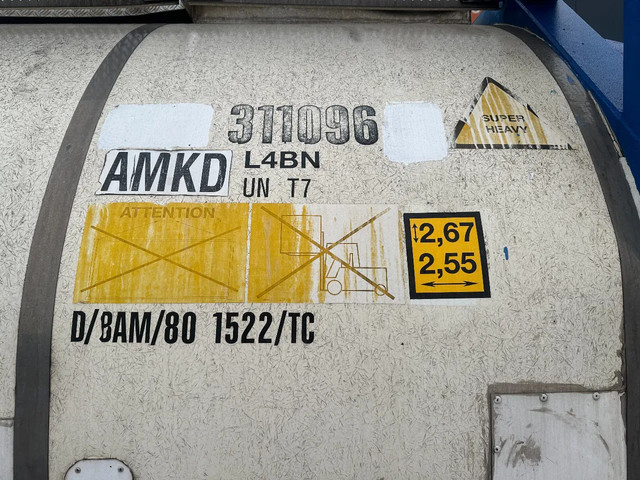 311096
SUPER
HEAVY
AMKD
L4BN
UN T7
ATTENTION
2,67
2,55
D/BAM/80 1522/TC